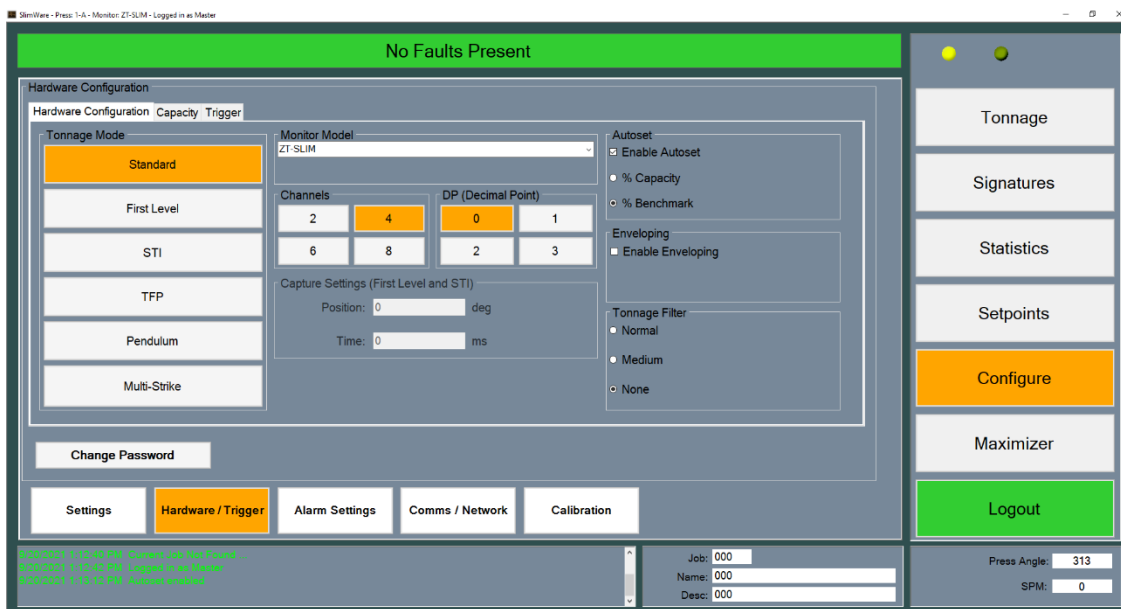 SlimWare - Press: 1-A - Monitor: ZT-SLIM - Logged in as Master
No Faults Present
Hardware Configuration
Hardware Configuration Capacity Trigger
Tonnage Mode
Standard
First Level
STI
TFP
Pendulum
Multi-Strike
Monitor Model
ZT-SLIM
Channels
2 4
6 8
DP (Decimal Point)
0 1
2 3
Capture Settings (First Level and STI)
Position: 0 deg
Time: 0 ms
Autoset
Enable Autoset
% Capacity
% Benchmark
Enveloping
Enable Enveloping
Tonnage Filter
Normal
Medium
None
Change Password
Settings Hardware / Trigger Alarm Settings Comms / Network Calibration
Tonnage
Signatures
Statistics
Setpoints
Configure
Maximizer
Logout
9/20/2021 1:12:40 PM Current Job Not Found...
9/20/2021 1:12:42 PM Logged in as Master
9/20/2021 1:13:12 PM Autoset enabled
Job: 000
Name: 000
Desc: 000
Press Angle: 313
SPM: 0